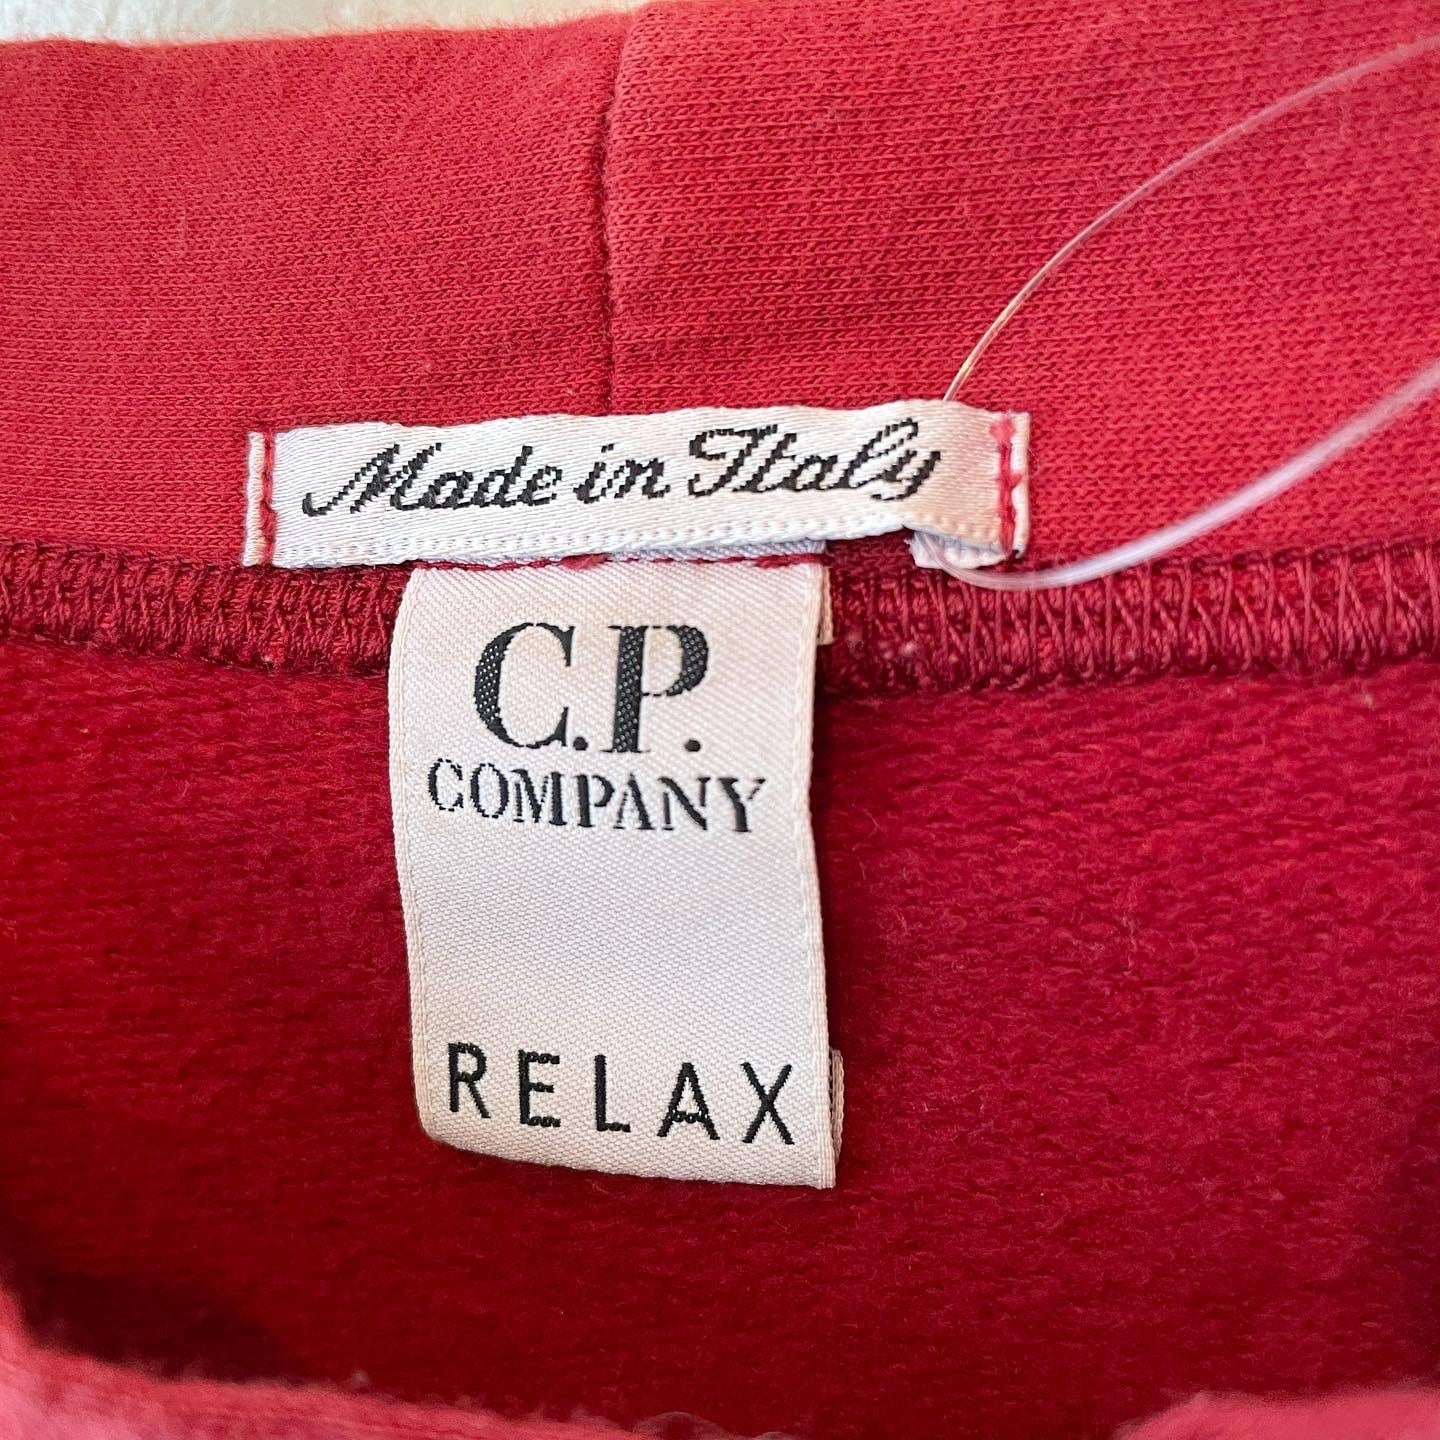 Made in Italy
C.P.
COMPANY
RELAX